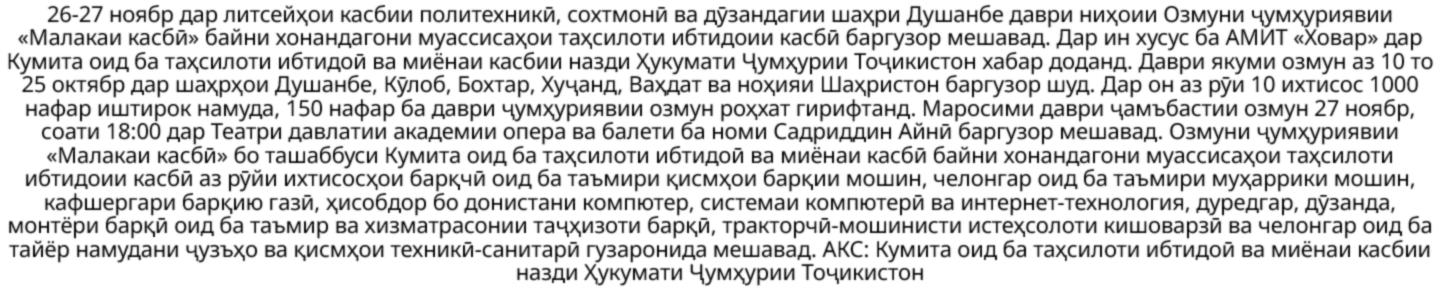 26-27 ноябр дар литсейҳои касбии политехникӣ, сохтмонӣ ва дӯзандагии шаҳри Душанбе даври ниҳоии Озмуни ҷумҳуриявии
«Малакаи касбӣ» байни хонандагони муассисаҳои таҳсилоти ибтидоии касбӣ баргузор мешавад. Дар ин хусус ба АМИТ «Ховар» дар
Кумита оид ба таҳсилоти ибтидоӣ ва миёнаи касбии назди Ҳукумати Ҷумҳурии Тоҷикистон хабар доданд. Даври якуми озмун аз 10 то
25 октябр дар шаҳрҳои Душанбе, Кӯлоб, Бохтар, Хуҷанд, Ваҳдат ва ноҳияи Шаҳристон баргузор шуд. Дар он аз рӯи 10 ихтисос 1000
нафар иштирок намуда, 150 нафар ба даври ҷумҳуриявии озмун роҳхат гирифтанд. Маросими даври ҷамъбастии озмун 27 ноябр,
соати 18:00 дар Театри давлатии академии опера ва балети ба номи Садриддин Айнӣ баргузор мешавад. Озмуни ҷумҳуриявии
«Малакаи касбӣ» бо ташаббуси Кумита оид ба таҳсилоти ибтидоӣ ва миёнаи касбӣ байни хонандагони муассисаҳои таҳсилоти
ибтидоии касбӣ аз рӯйи ихтисосҳои барқчӣ оид ба таъмири қисмҳои барқии мошин, челонгар оид ба таъмири муҳаррики мошин,
кафшергари барқию газӣ, ҳисобдор бо донистани компютер, системаи компютерӣ ва интернет-технология, дуредгар, дӯзанда,
монтёри барқӣ оид ба таъмир ва хизматрасонии таҷҳизоти барқӣ, тракторчӣ-мошинисти истеҳсолоти кишоварзӣ ва челонгар оид ба
тайёр намудани ҷузъҳо ва қисмҳои техникӣ-санитарӣ гузаронида мешавад. АКС: Кумита оид ба таҳсилоти ибтидоӣ ва миёнаи касбии
назди Ҳукумати Ҷумҳурии Тоҷикистон